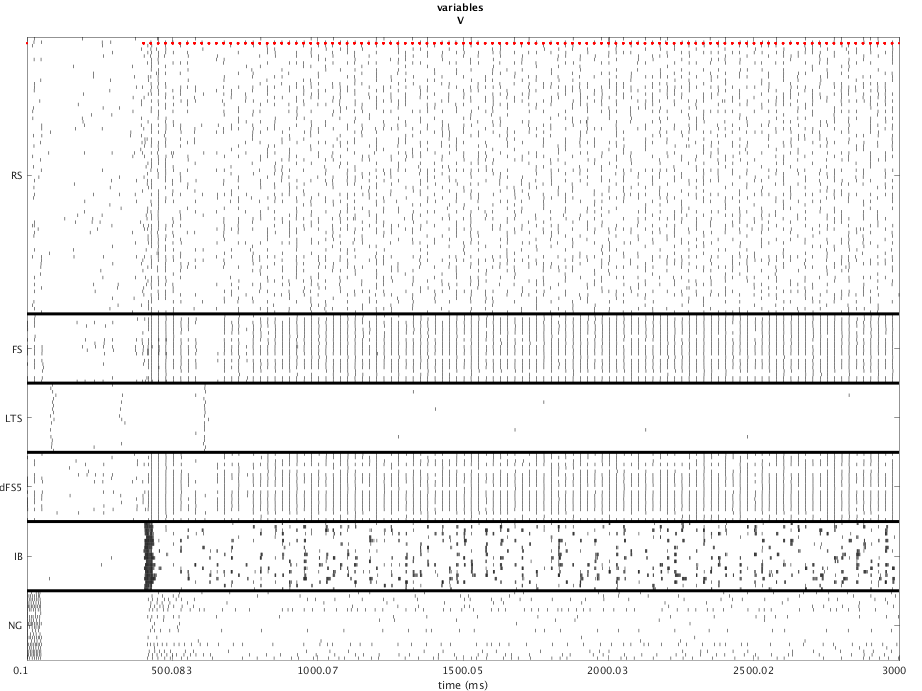 variables
V
RS
FS
LTS
dFS5
IB
NG
0.1
500.083
1000.07
1500.05
2000.03
2500.02
3000
time (ms)